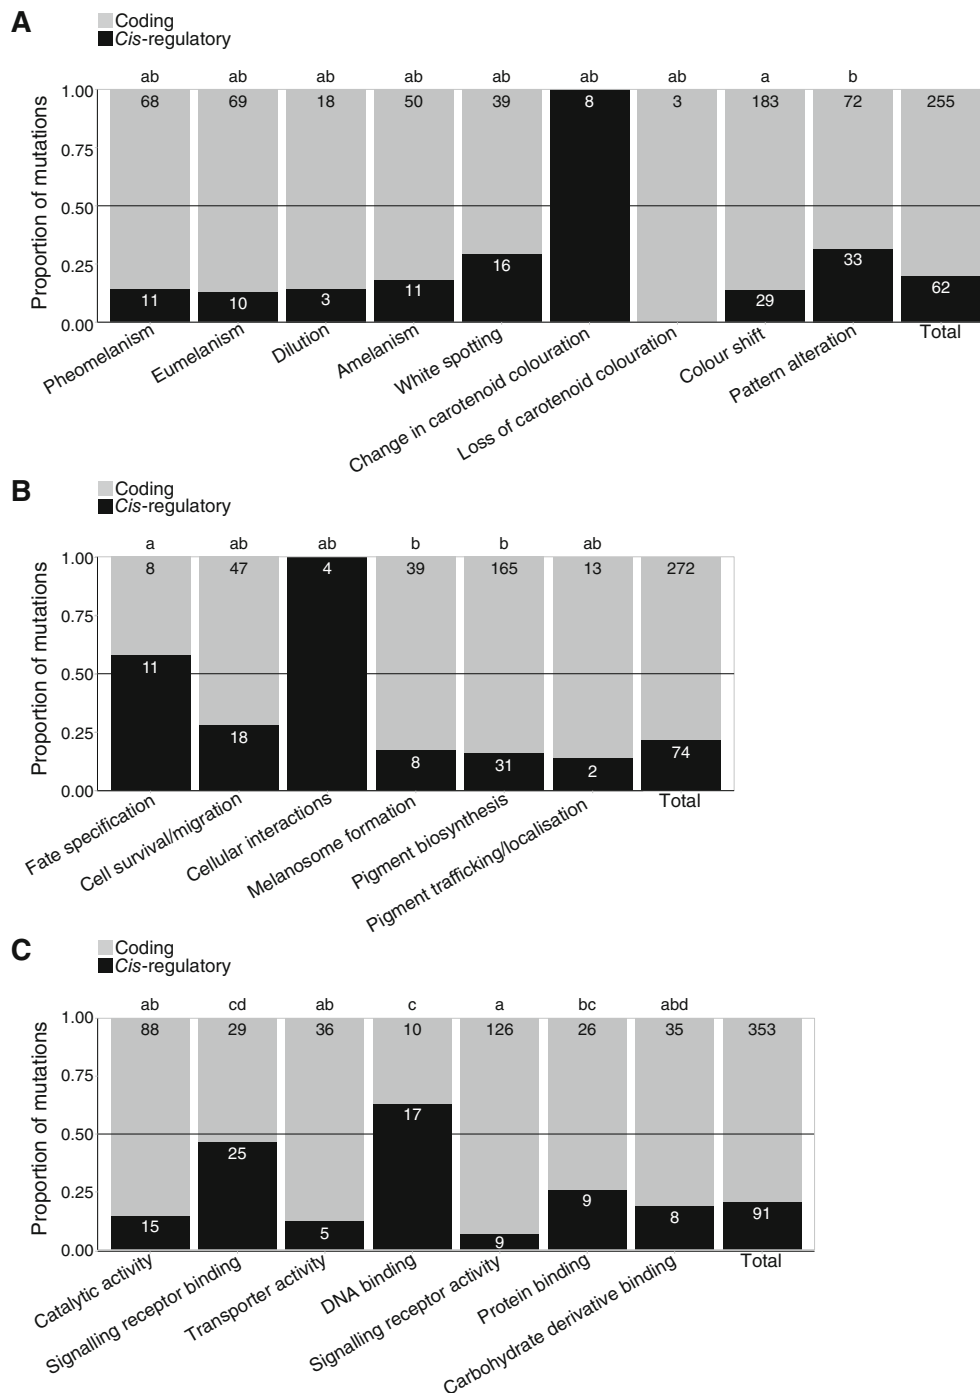 A
Coding
Cis-regulatory
ab ab ab ab ab ab ab a b
1.00 68 69 18 50 39 8 3 183 72 255
0.75
0.50
0.25
0.00
11 10 3 11 16 29 33 62
Proportion of mutations
Pheomelanism
Eumelanism
Dilution
Amelanism
White spotting
Change in carotenoid colouration
Loss of carotenoid colouration
Colour shift
Pattern alteration
Total
B
Coding
Cis-regulatory
a ab ab b b ab
1.00 8 47 4 39 165 13 272
0.75
0.50
0.25
0.00
11 18 8 31 2 74
Proportion of mutations
Fate specification
Cell survival/migration
Cellular interactions
Melanosome formation
Pigment biosynthesis
Pigment trafficking/localisation
Total
C
Coding
Cis-regulatory
ab cd ab c a bc abd
1.00 88 29 36 10 126 26 35 353
0.75
0.50
0.25
0.00
15 25 5 17 9 9 8 91
Proportion of mutations
Catalytic activity
Signalling receptor binding
Transporter activity
DNA binding
Signalling receptor activity
Protein binding
Carbohydrate derivative binding
Total